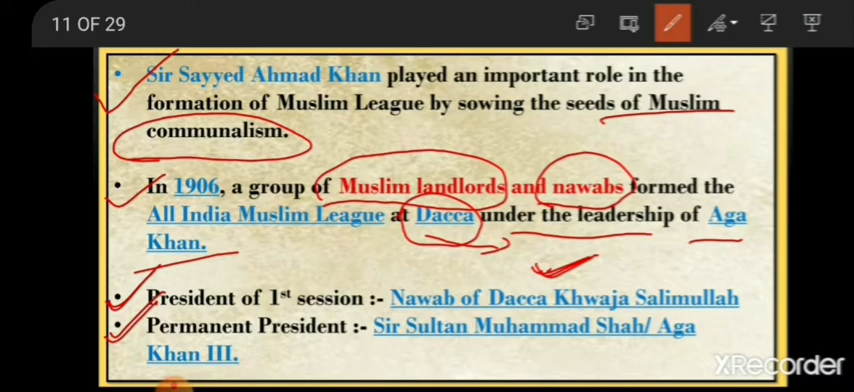 11 OF 29
• Sir Sayyed Ahmad Khan played an important role in the
formation of Muslim League by sowing the seeds of Muslim
communalism.
• In 1906, a group of Muslim landlords and nawabs formed the
All India Muslim League at Dacca under the leadership of Aga
Khan.
• President of 1st session :- Nawab of Dacca Khwaja Salimullah
• Permanent President :- Sir Sultan Muhammad Shah/ Aga
Khan III.
XRecorder